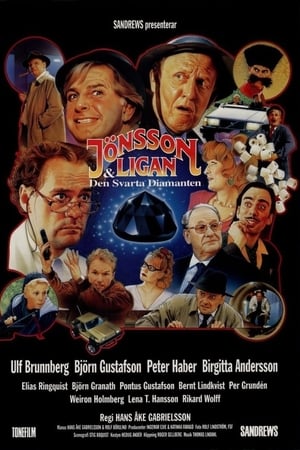 SANDREWS presenterar
JÖNSSON
& LIGAN
Den Svarta Diamanten
Ulf Brunnberg Björn Gustafson Peter Haber Birgitta Andersson
Elias Ringquist Björn Granath Pontus Gustafson Bernt Lindkvist Per Grundén
Weiron Holmberg Lena T. Hansson Rikard Wolff
Regi HANS ÅKE GABRIELSSON
TONEFILM
SANDREWS